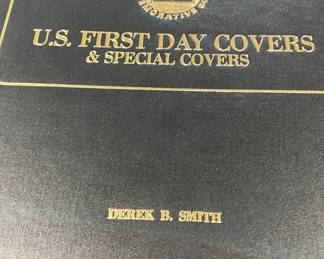 U.S. FIRST DAY COVERS
& SPECIAL COVERS
DEREK B. SMITH